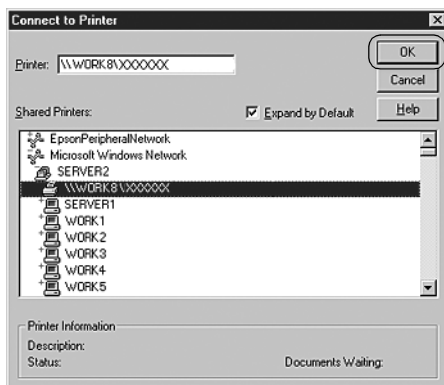 Connect to Printer
Printer: \\WORK8\XXXXXX
OK
Cancel
Help
Shared Printers:
Expand by Default
EpsonPeripheralNetwork
Microsoft Windows Network
SERVER2
\\WORK8\XXXXXX
SERVER1
WORK1
WORK2
WORK3
WORK4
WORK5
Printer Information
Description:
Status:
Documents Waiting: